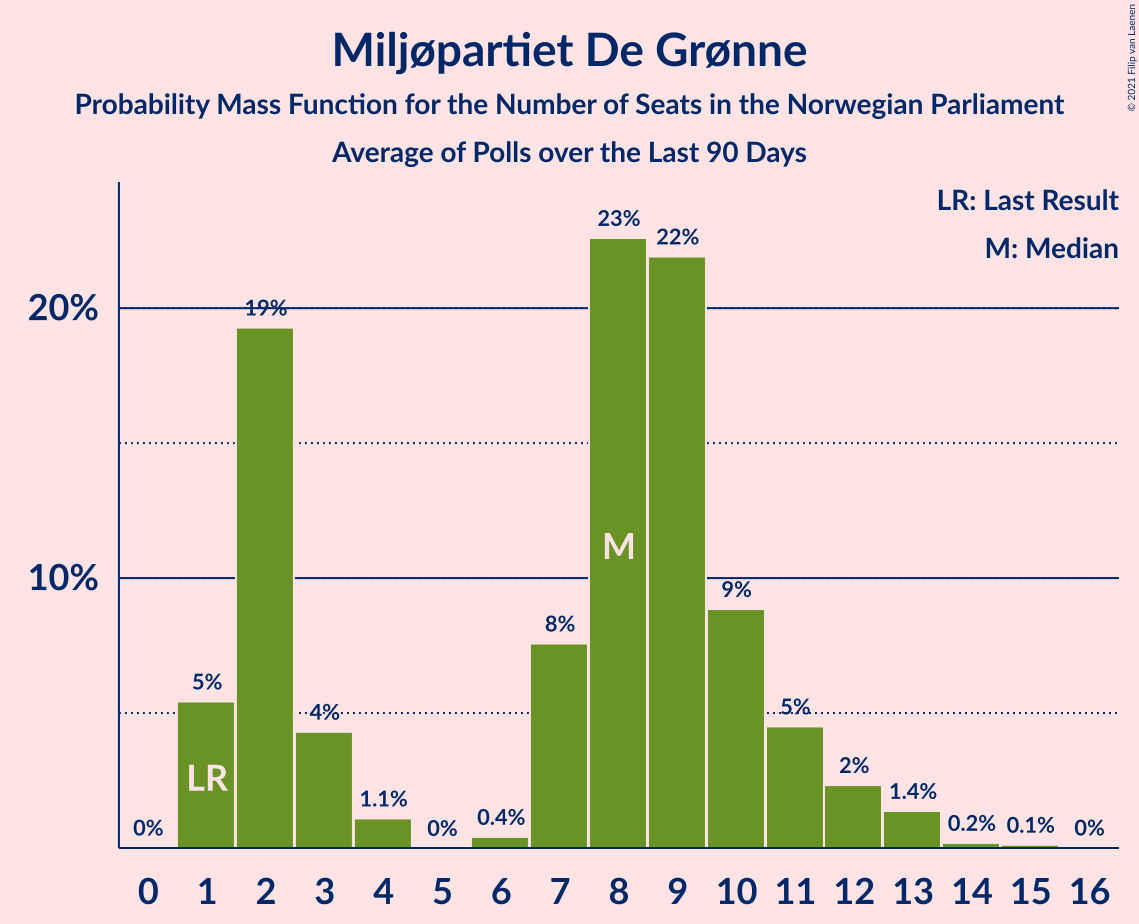 Miljøpartiet De Grønne
Probability Mass Function for the Number of Seats in the Norwegian Parliament
Average of Polls over the Last 90 Days
© 2021 Filip van Laenen
LR: Last Result
M: Median
20%
10%
0%
5%
19%
4%
1.1%
0%
0.4%
8%
23%
22%
9%
5%
2%
1.4%
0.2%
0.1%
0%
LR
M
0 1 2 3 4 5 6 7 8 9 10 11 12 13 14 15 16